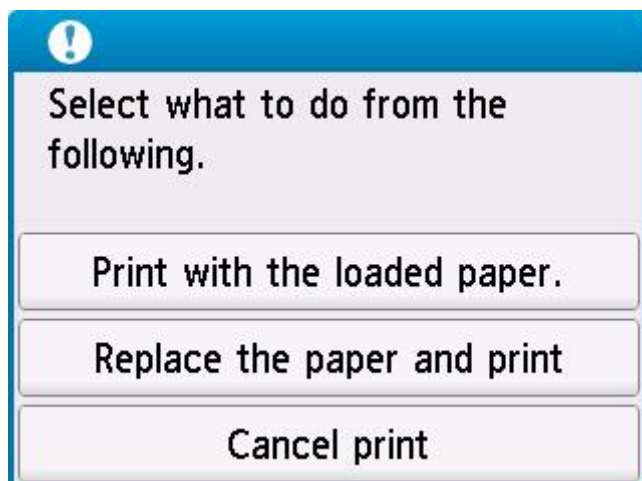 Select what to do from the
following.
Print with the loaded paper.
Replace the paper and print
Cancel print